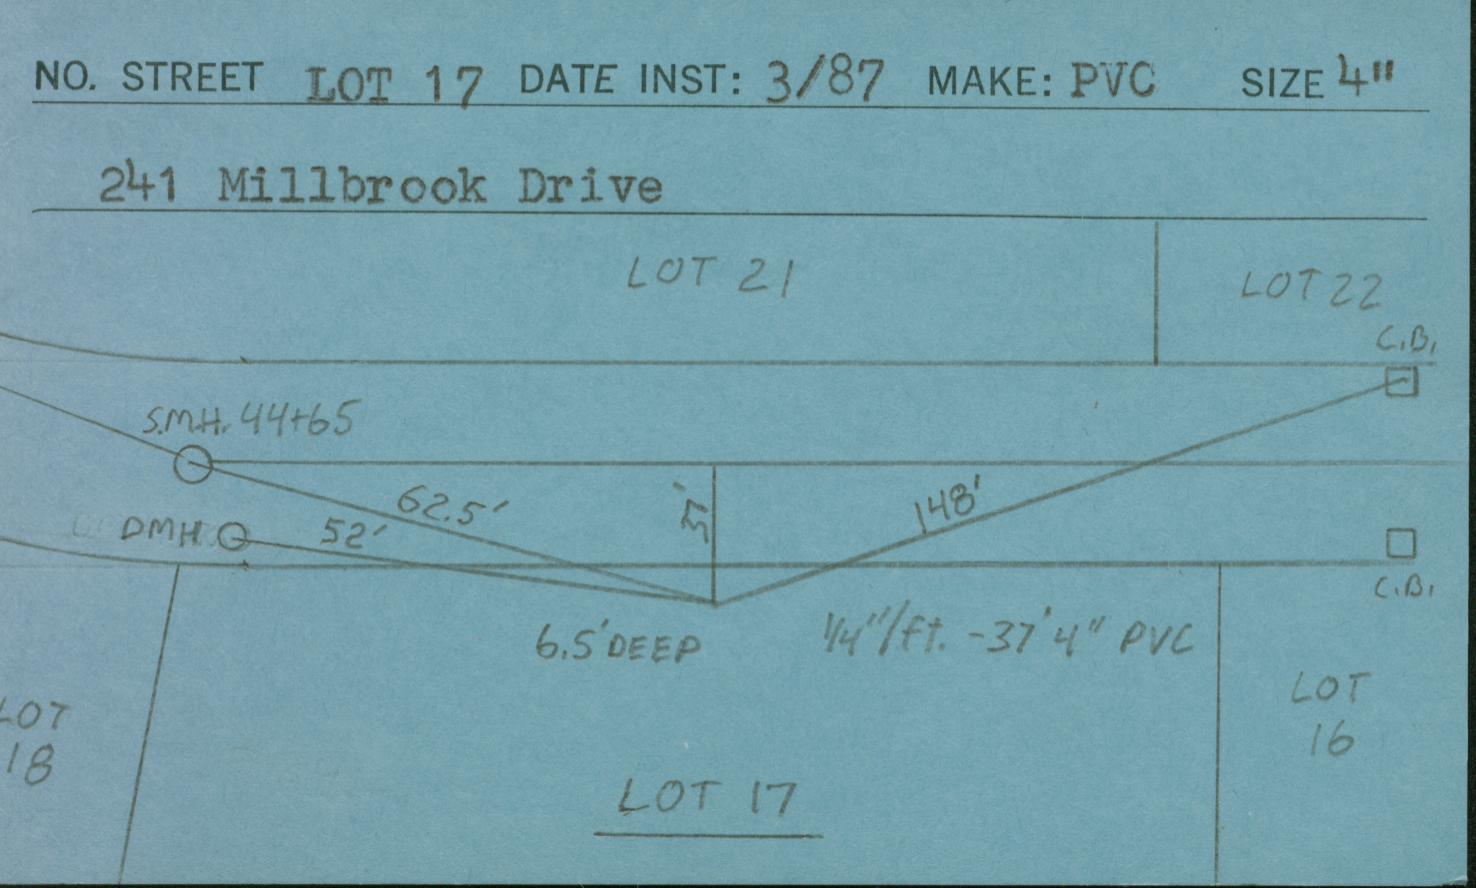 NO. STREET LOT 17 DATE INST: 3/87 MAKE: PVC SIZE 4"
241 Millbrook Drive
LOT 21
LOT 22
C.B.
S.M.H. 44+65
62.5'
148'
DMH
52'
C.B.
6.5' DEEP
1/4"/ft. -37' 4" PVC
LOT
18
LOT
16
LOT 17